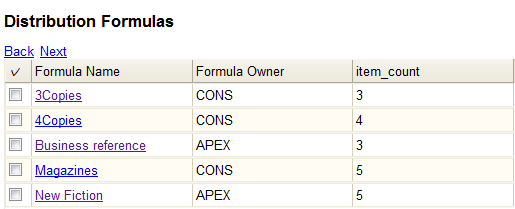 Distribution Formulas
Back Next
✓ Formula Name Formula Owner item_count
3Copies CONS 3
4Copies CONS 4
Business reference APEX 3
Magazines CONS 5
New Fiction APEX 5